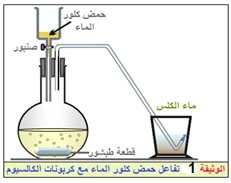 حمض كلور
الماء
صنبور
ماء الكلس
قطعة طبشور
الوثيقة 1 تفاعل حمض كلور الماء مع كربونات الكالسيوم